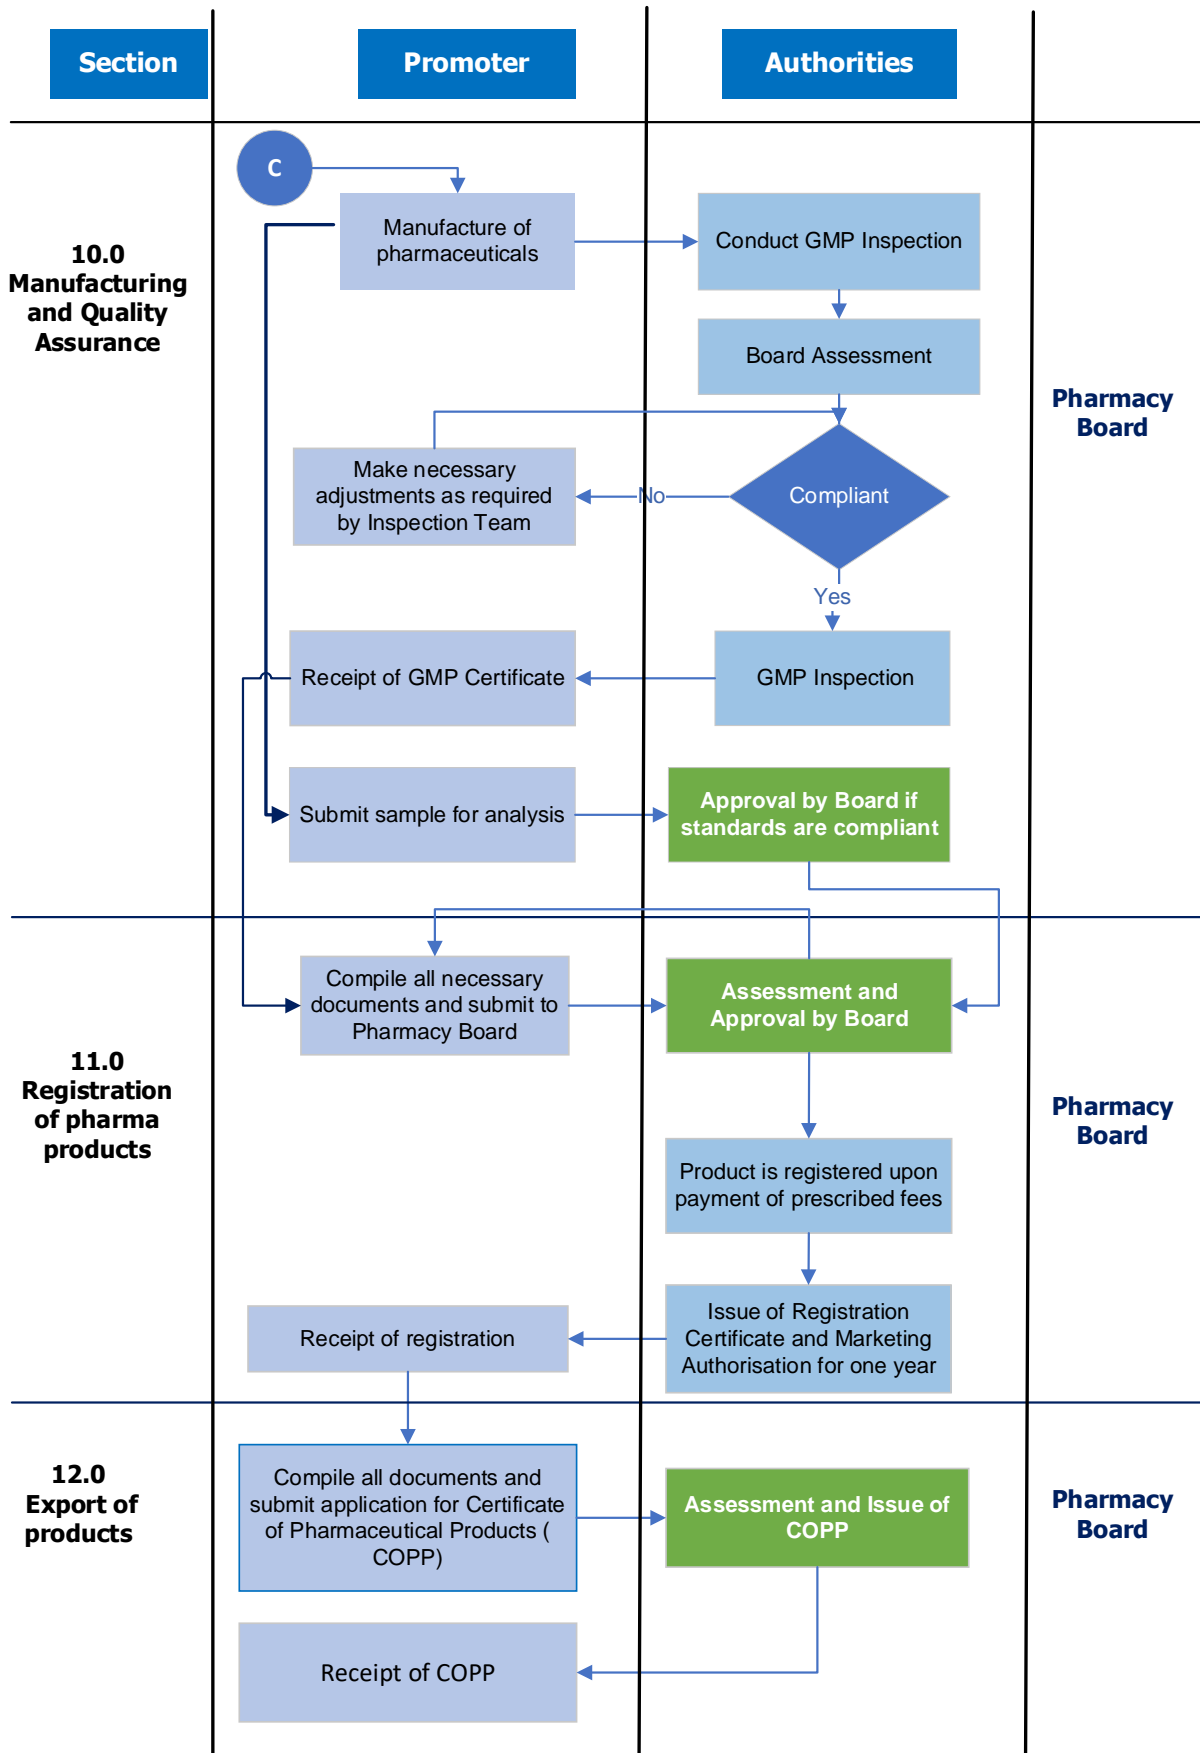 Section
Promoter
Authorities
C
10.0
Manufacturing
and Quality
Assurance
Manufacture of
pharmaceuticals
Conduct GMP Inspection
Board Assessment
Pharmacy
Board
Make necessary
adjustments as required
by Inspection Team
No
Compliant
Yes
Receipt of GMP Certificate
GMP Inspection
Submit sample for analysis
Approval by Board if
standards are compliant
11.0
Registration
of pharma
products
Compile all necessary
documents and submit to
Pharmacy Board
Assessment and
Approval by Board
Pharmacy
Board
Product is registered upon
payment of prescribed fees
Receipt of registration
Issue of Registration
Certificate and Marketing
Authorisation for one year
12.0
Export of
products
Compile all documents and
submit application for Certificate
of Pharmaceutical Products (
COPP)
Assessment and Issue of
COPP
Pharmacy
Board
Receipt of COPP